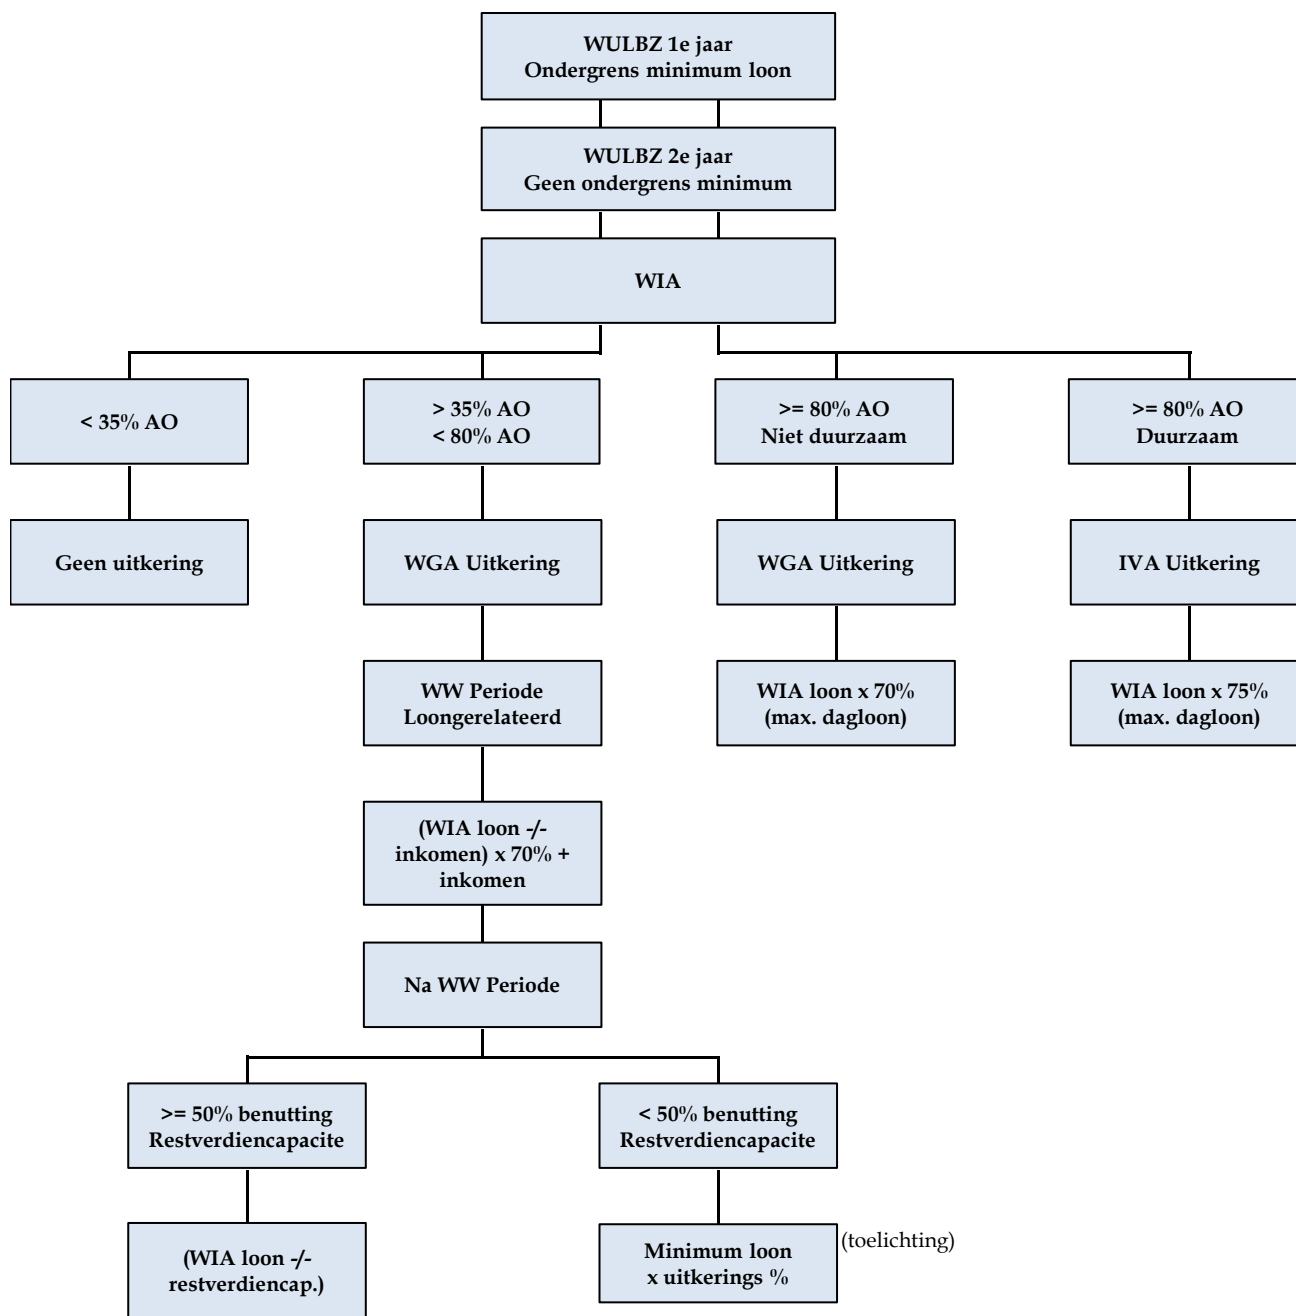 WULBZ 1e jaar
Ondergrens minimum loon
WULBZ 2e jaar
Geen ondergrens minimum
WIA
< 35% AO
> 35% AO
< 80% AO
>= 80% AO
Niet duurzaam
>= 80% AO
Duurzaam
Geen uitkering
WGA Uitkering
WGA Uitkering
IVA Uitkering
WW Periode
Loongerelateerd
WIA loon x 70%
(max. dagloon)
WIA loon x 75%
(max. dagloon)
(WIA loon -/-
inkomen) x 70% +
inkomen
Na WW Periode
>= 50% benutting
Restverdiencapacite
< 50% benutting
Restverdiencapacite
(WIA loon -/-
restverdiencap.)
Minimum loon
x uitkerings %
(toelichting)